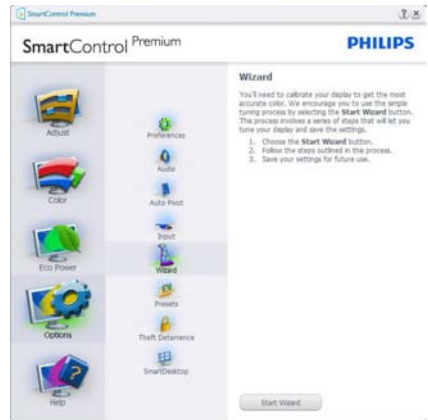 SmartControl Premium
SmartControl Premium
PHILIPS
Adjust
Color
Eco Power
Options
Help
Preferences
Audio
Auto Pivot
Input
Wizard
Presets
Theft Deterrence
SmartDesktop
Wizard
You'll need to calibrate your display to get the most
accurate color. We encourage you to use the simple
tuning process by selecting the Start Wizard button.
The process involves a series of steps that will let you
tune your display and save the settings.
1. Choose the Start Wizard button.
2. Follow the steps outlined in the process.
3. Save your settings for future use.
Start Wizard